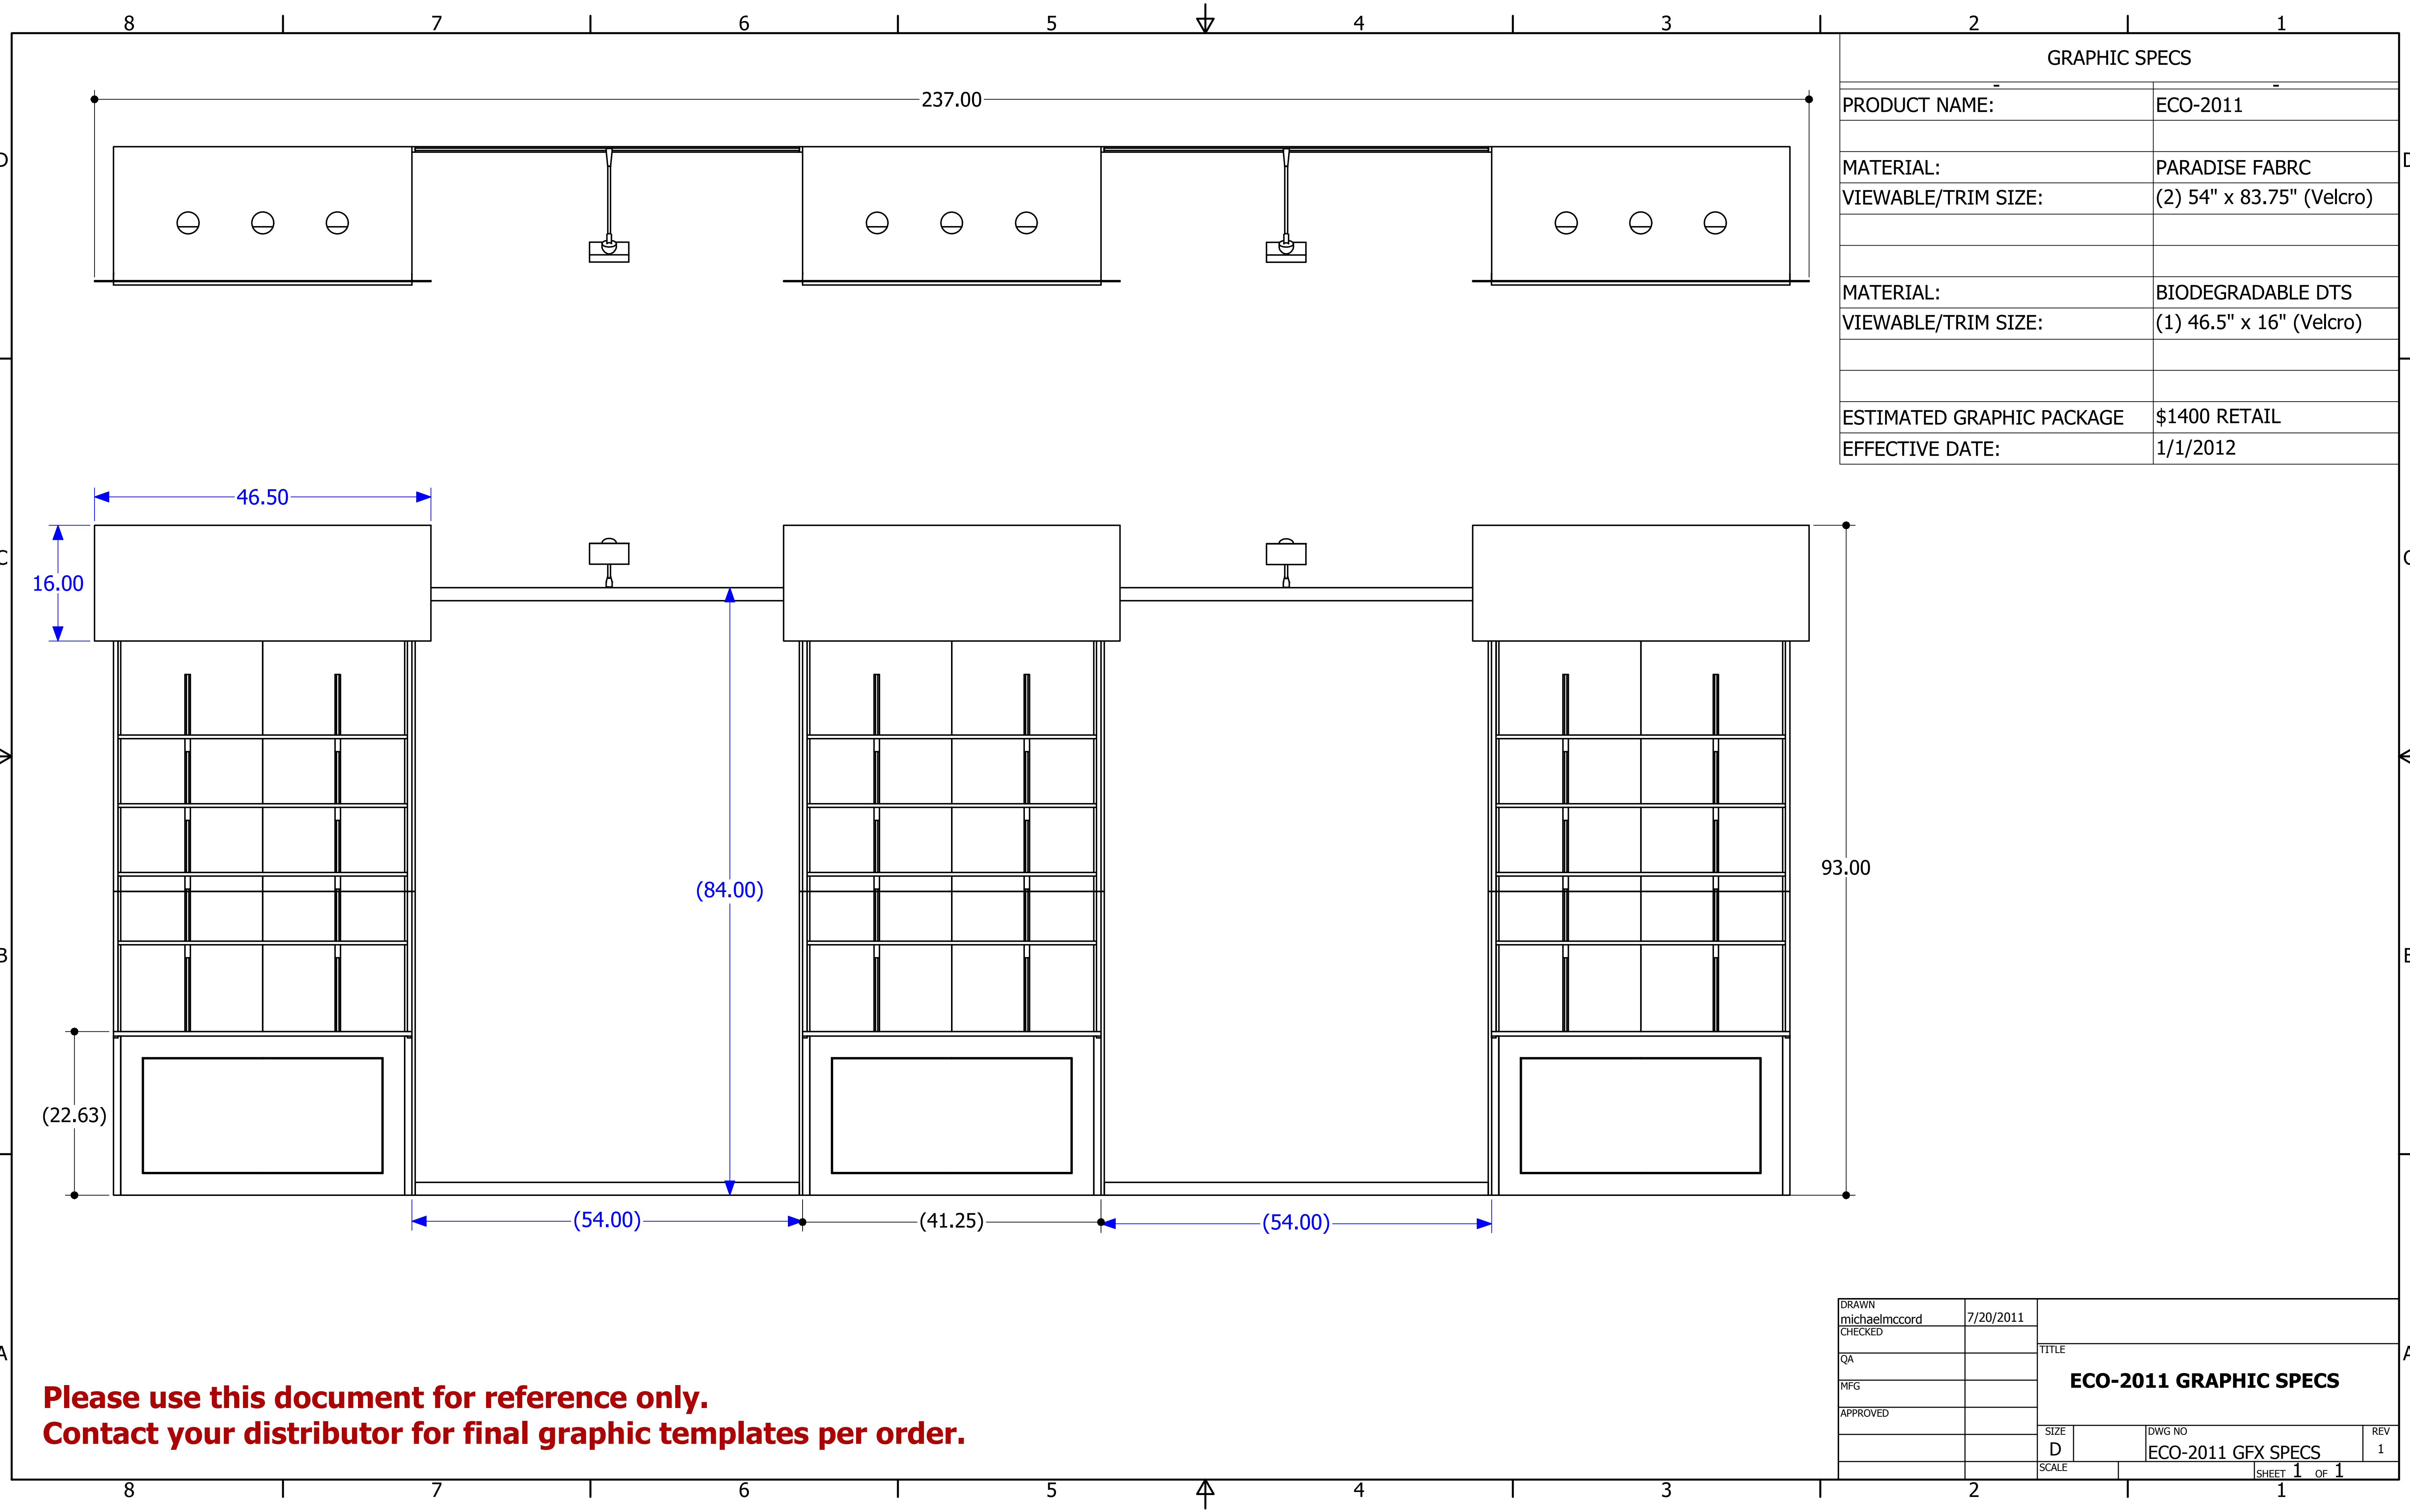 8 7 6 5 4 3 2 1
GRAPHIC SPECS
- -
PRODUCT NAME: ECO-2011
MATERIAL: PARADISE FABRC
VIEWABLE/TRIM SIZE: (2) 54" x 83.75" (Velcro)
MATERIAL: BIODEGRADABLE DTS
VIEWABLE/TRIM SIZE: (1) 46.5" x 16" (Velcro)
ESTIMATED GRAPHIC PACKAGE $1400 RETAIL
EFFECTIVE DATE: 1/1/2012
237.00
D D
46.50
C C
16.00
93.00
(84.00)
B B
(22.63)
(54.00) (41.25) (54.00)
A A
Please use this document for reference only.
Contact your distributor for final graphic templates per order.
DRAWN
michaelmccord 7/20/2011
CHECKED
QA
MFG
APPROVED
TITLE
ECO-2011 GRAPHIC SPECS
SIZE
D
DWG NO
ECO-2011 GFX SPECS
REV
1
SCALE
SHEET 1 OF 1
8 7 6 5 4 3 2 1